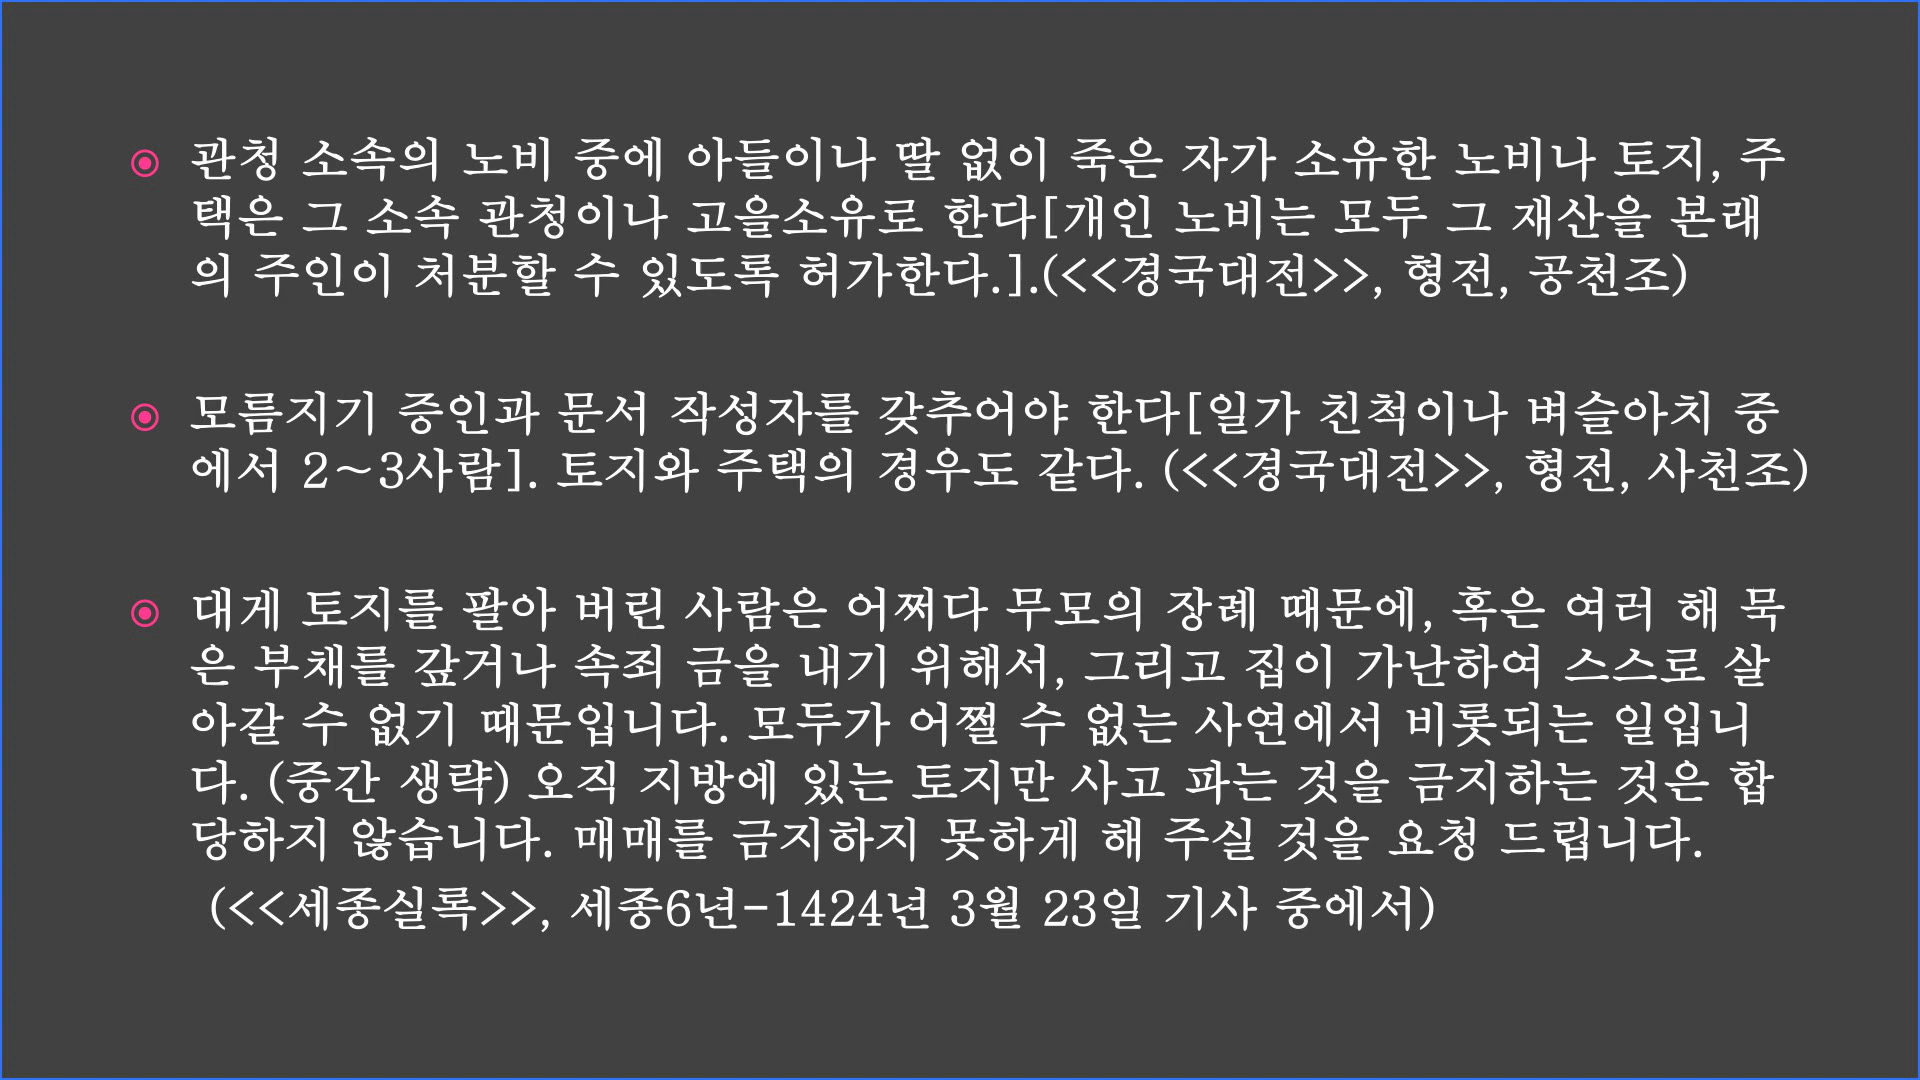 관청 소속의 노비 중에 아들이나 딸 없이 죽은 자가 소유한 노비나 토지, 주
택은 그 소속 관청이나 고을소유로 한다[개인 노비는 모두 그 재산을 본래
의 주인이 처분할 수 있도록 허가한다.].(<<경국대전>>, 형전, 공천조)
모름지기 증인과 문서 작성자를 갖추어야 한다[일가 친척이나 벼슬아치 중
에서 2~3사람]. 토지와 주택의 경우도 같다. (<<경국대전>>, 형전, 사천조)
대게 토지를 팔아 버린 사람은 어쩌다 무모의 장례 때문에, 혹은 여러 해 묵
은 부채를 갚거나 속죄 금을 내기 위해서, 그리고 집이 가난하여 스스로 살
아갈 수 없기 때문입니다. 모두가 어쩔 수 없는 사연에서 비롯되는 일입니
다. (중간 생략) 오직 지방에 있는 토지만 사고 파는 것을 금지하는 것은 합
당하지 않습니다. 매매를 금지하지 못하게 해 주실 것을 요청 드립니다.
(<<세종실록>>, 세종6년-1424년 3월 23일 기사 중에서)